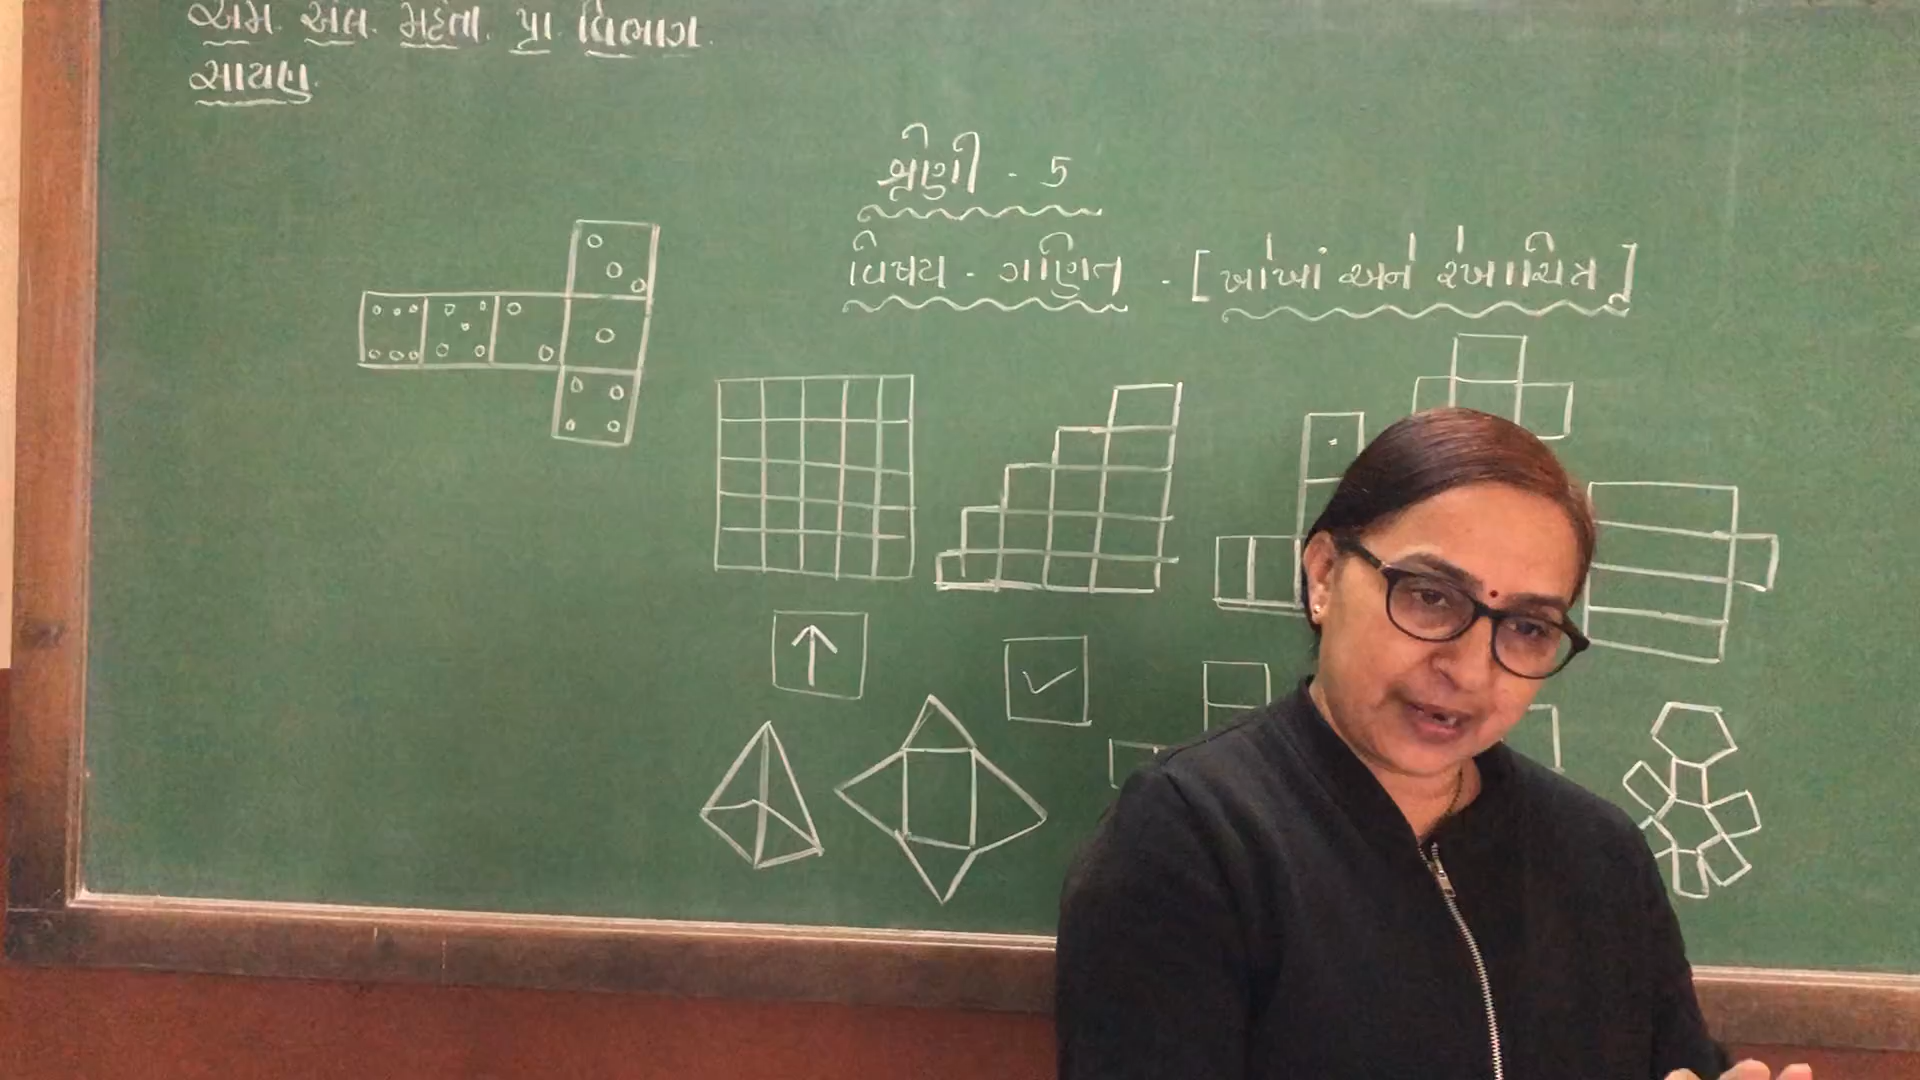 એમ. એલ. મહેતા. પ્રા. વિભાગ.
સાયણ.
શ્રેણી - 5
વિષય - ગણિત - [ખોખાં અને રેખાચિત્ર]